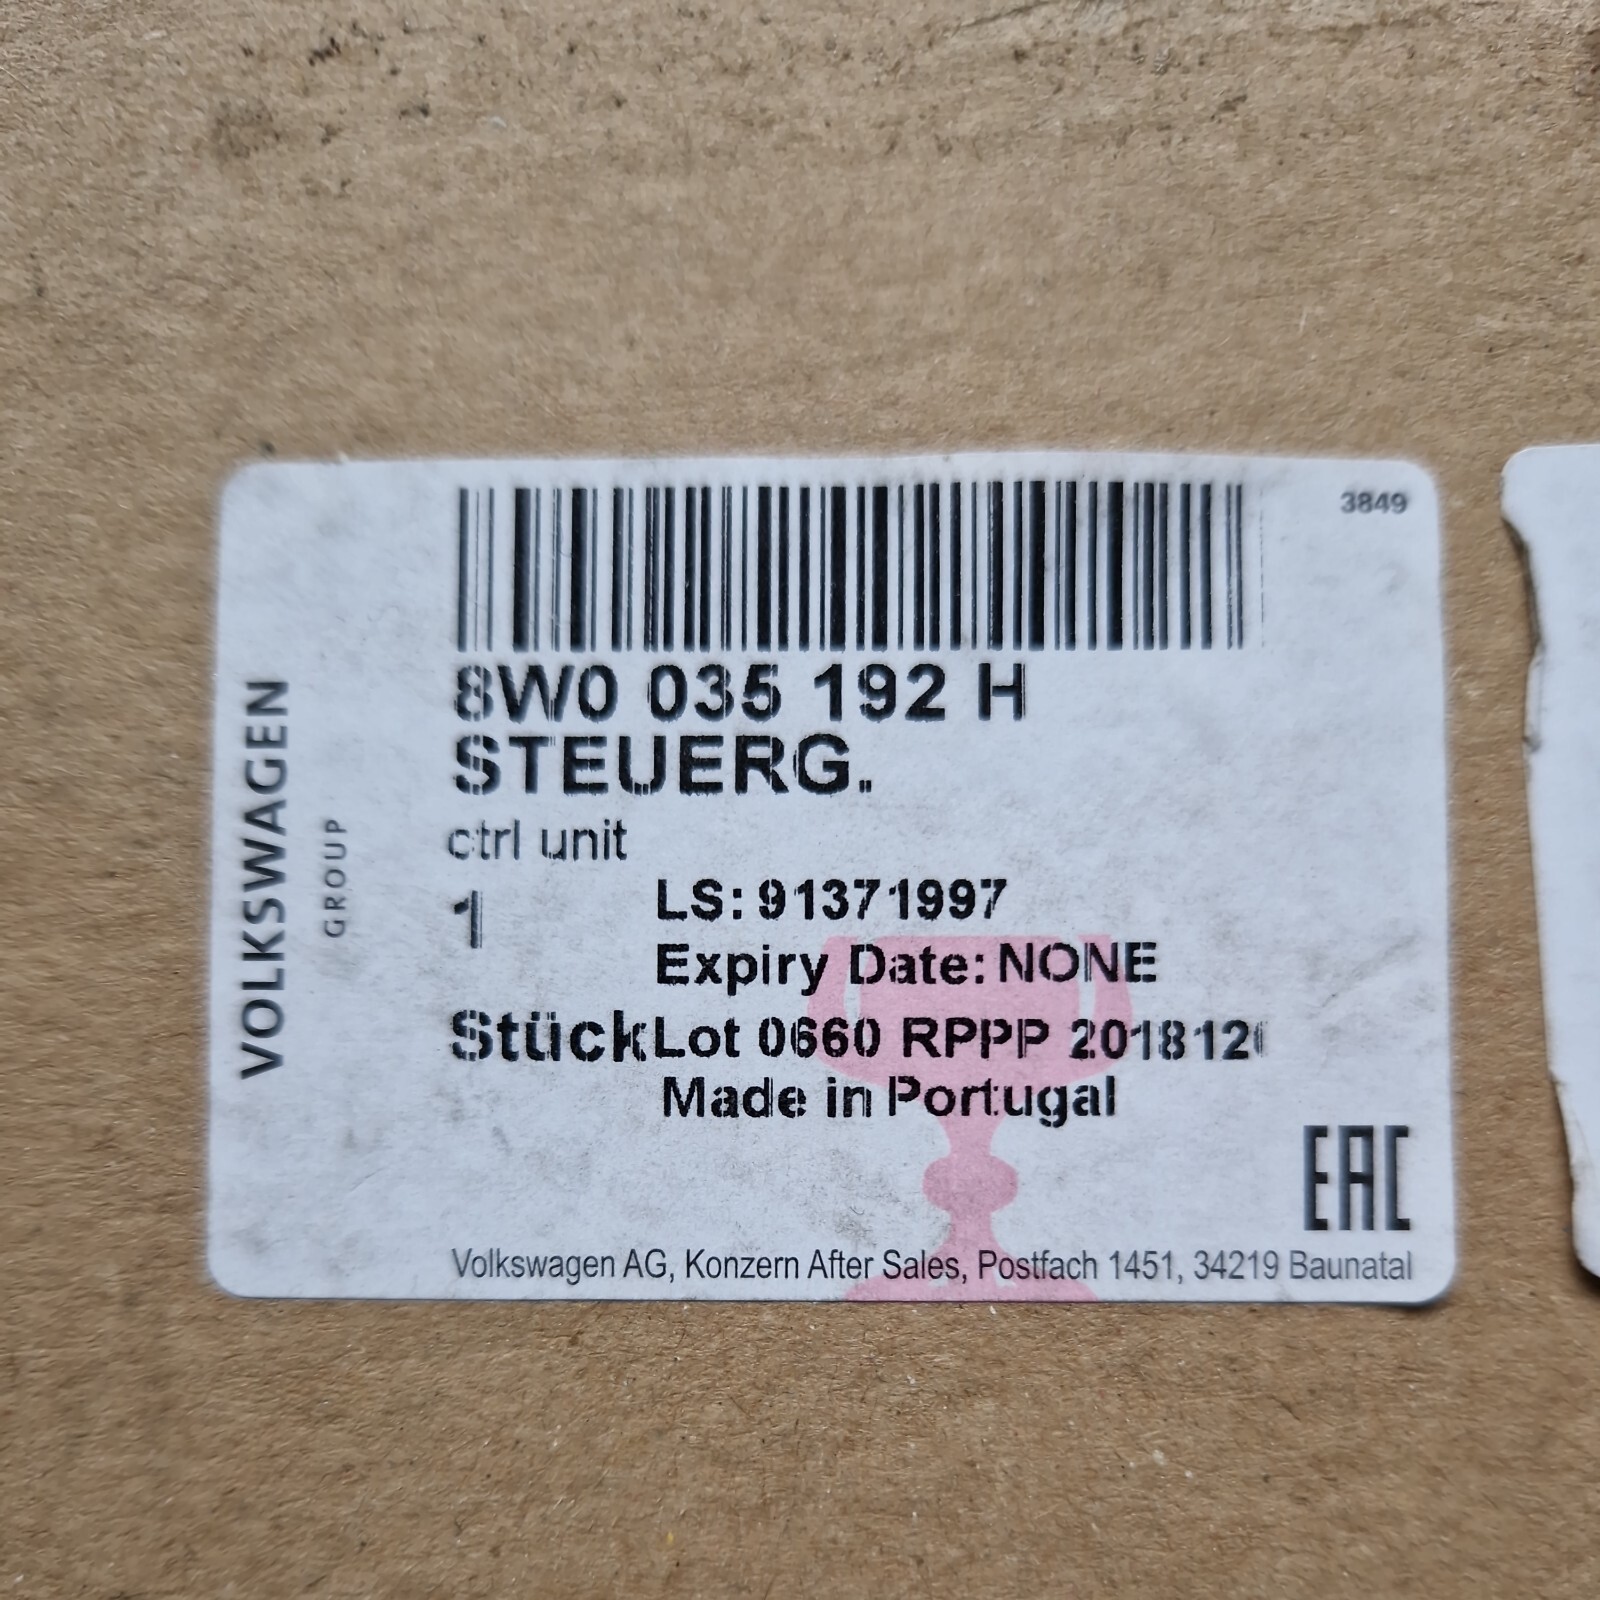 3849
8W0 035 192 H
STEUERG.
ctrl unit
1
LS: 91371997
Expiry Date: NONE
Stück
Lot 0660 RPPP
Made in Portugal
EAC
Volkswagen AG, Konzern After Sales, Postfach 1451, 34219 Baunatal
VOLKSWAGEN
GROUP